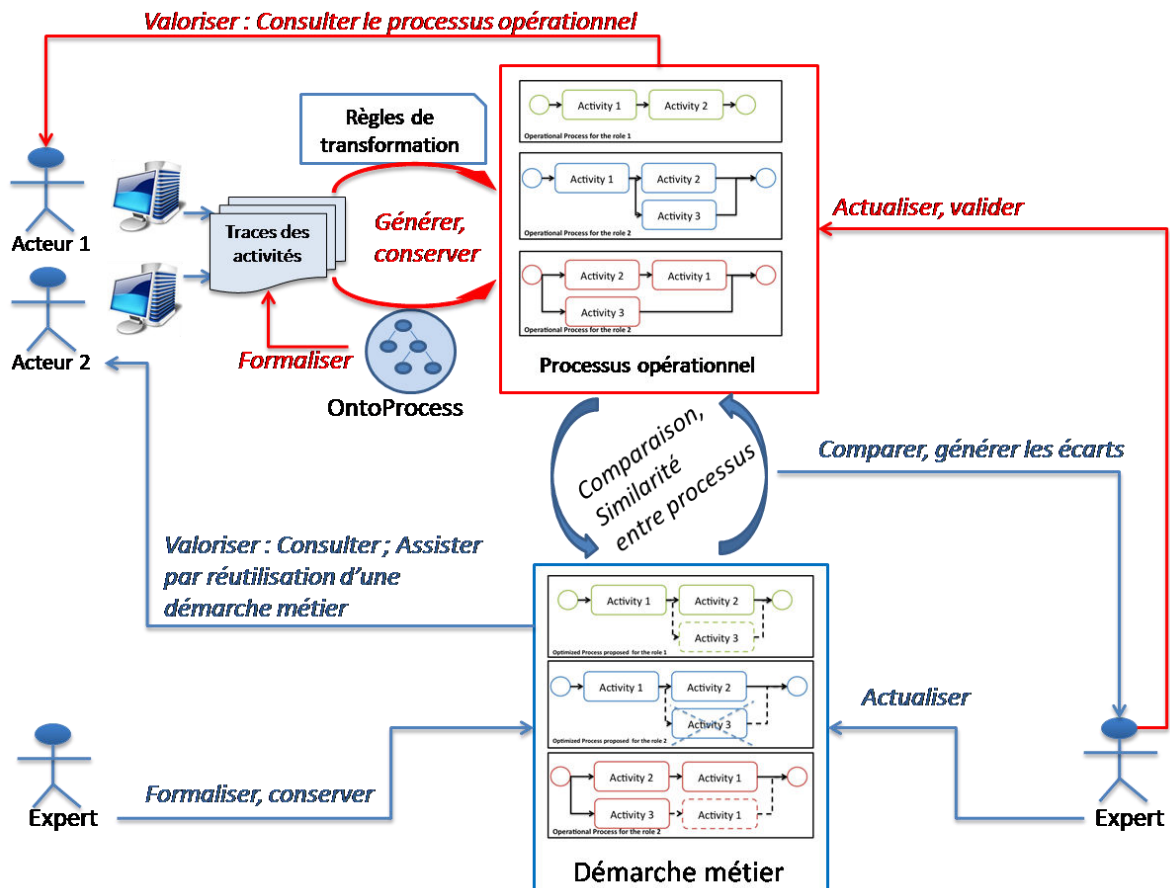 Valoriser : Consulter le processus opérationnel
Règles de
transformation
Activity 1
Activity 2
Operational Process for the role 1
Activity 1
Activity 2
Activity 3
Operational Process for the role 2
Activity 2
Activity 1
Activity 3
Operational Process for the role 2
Processus opérationnel
Acteur 1
Acteur 2
Traces des
activités
Générer,
conserver
Formaliser
OntoProcess
Actualiser, valider
Comparaison,
Similarité
entre processus
Comparer, générer les écarts
Valoriser : Consulter ; Assister
par réutilisation d’une
démarche métier
Activity 1
Activity 2
Activity 3
Optimized Process proposed for the role 1
Activity 1
Activity 2
Activity 3
Optimized Process proposed for the role 2
Activity 2
Activity 1
Activity 3
Activity 1
Operational Process for the role 2
Démarche métier
Actualiser
Expert
Formaliser, conserver
Expert